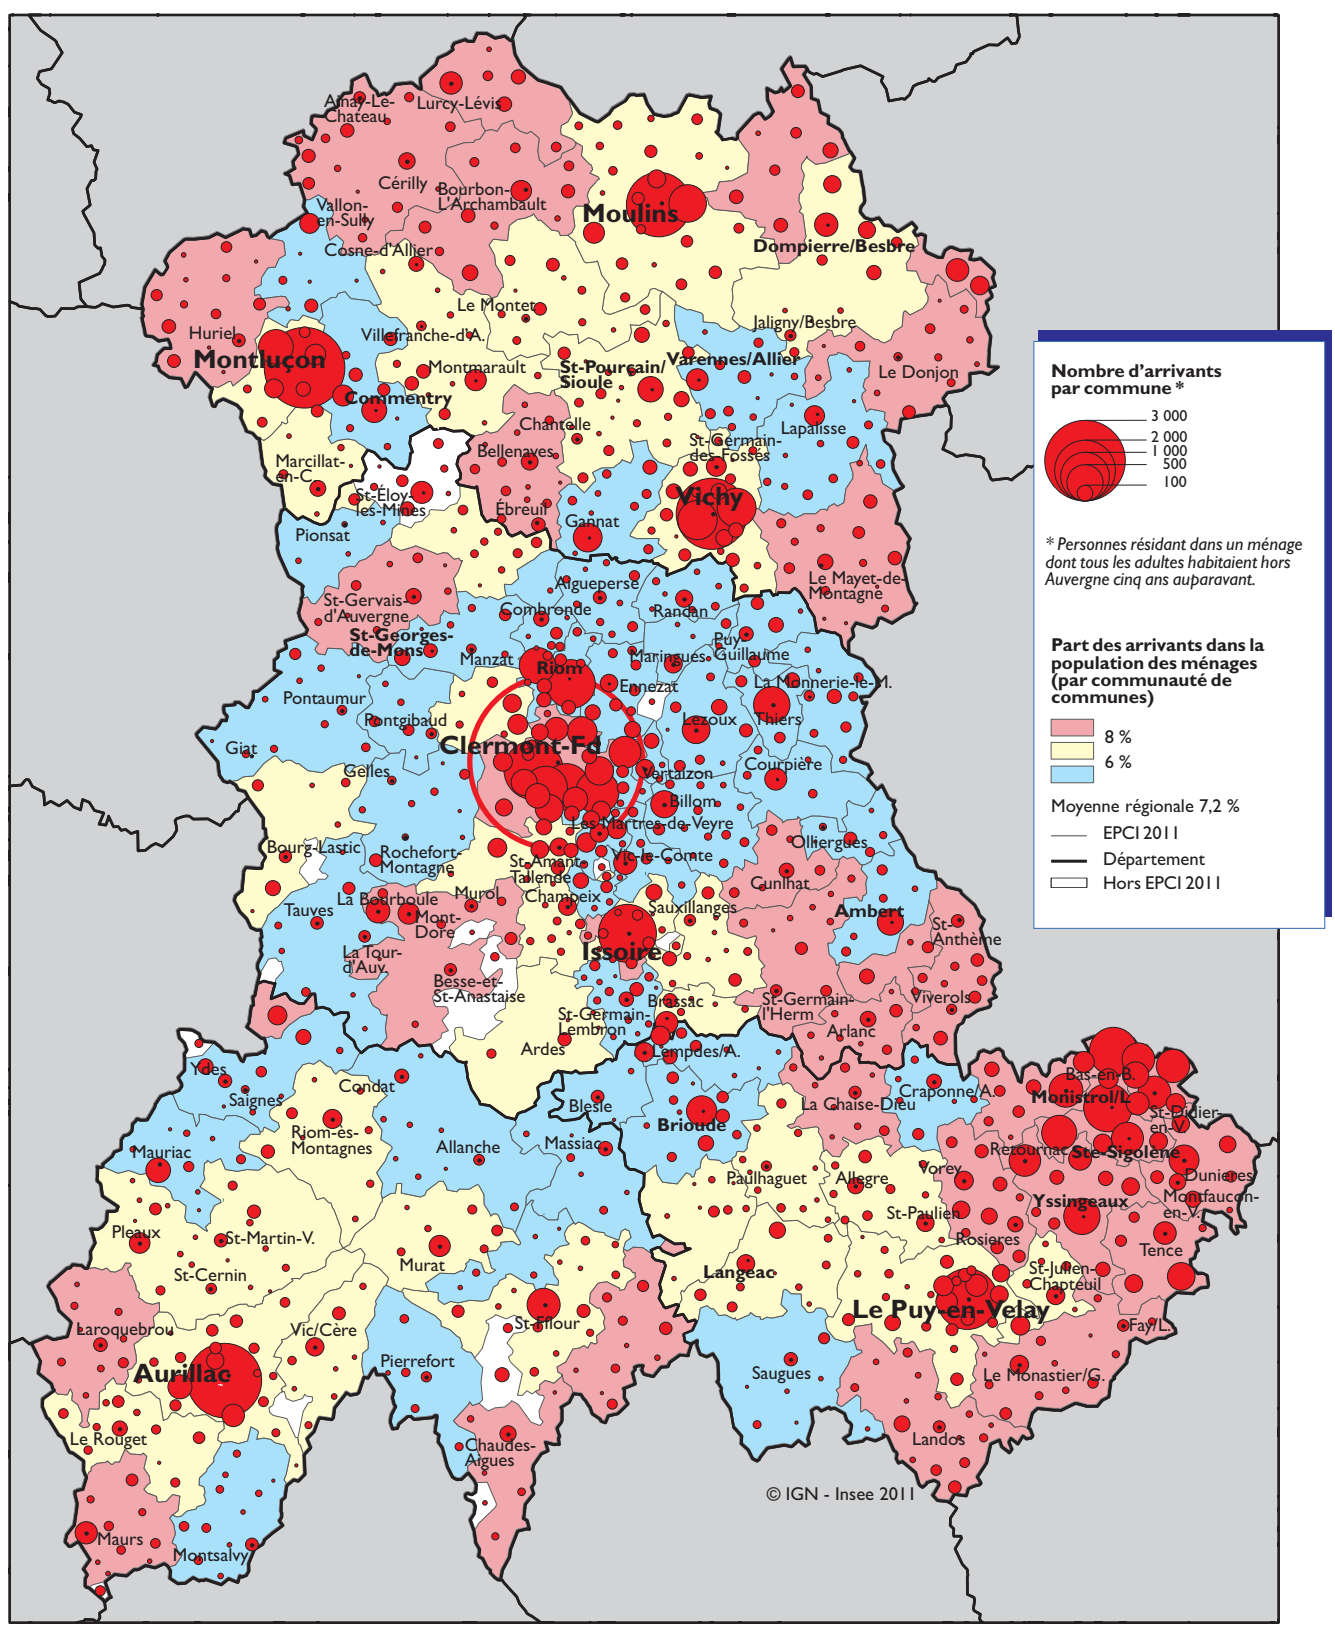 Ainay-Le-
Chateau
Lurcy-Lévis
Cérilly
Bourbon-
L'Archambault
Vallon-
en-Sully
Moulins
Cosne-d'Allier
Dompierre/Besbre
Le Montet
Huriel
Villefranche-d'A.
Jaligny/Besbre
Montluçon
Montmarault
St-Pourçain/
Sioule
Varennes/Allier
Le Donjon
Commentry
Chantelle
Lapalisse
Bellenaves
St-Germain-
des-Fossés
Marcillat-
en-C.
St-Éloy-
les-Mines
Vichy
Ébreuil
Gannat
Pionsat
Aigueperse
Le Mayet-de-
Montagne
St-Gervais-
d'Auvergne
Combronde
Randan
St-Georges-
de-Mons
Puy-
Guillaume
Manzat
Riom
Maringues
Ennezat
La Monnerie-le-M.
Pontaumur
Pontgibaud
Lezoux
Thiers
Giat
Clermont-Fd
Gelles
Vertaizon
Courpière
Billom
Les Martres-de-Veyre
Olliergues
Bourg-Lastic
Rochefort-
Montagne
St-Amant-
Tallende
Vic-le-Comte
Cunlhat
Tauves
La Bourboule
Murol
Champeix
Sauxillanges
Ambert
Mont-
Dore
St-
Anthème
La Tour-
d'Auv.
Issoire
Besse-et-
St-Anastaise
Brassac
St-Germain-
l'Herm
Viverols
St-Germain-
Lembron
Arlanc
Ardes
Lempdes/A.
Ydes
Condat
Bas-en-B.
Saignes
Blesle
La Chaise-Dieu
Craponne/A.
Monistrol/L
St-Didier-
en-V.
Brioude
Riom-ès-
Montagnes
Mauriac
Allanche
Massiac
Retournac
Ste-Sigolène
Paulhaguet
Allègre
Vorey
Dunieres
Yssingeaux
Montfaucon-
en-V.
Pleaux
St-Martin-V.
St-Paulien
Rosieres
Tence
Murat
St-Cernin
Langeac
St-Julien-
Chapteuil
Le Puy-en-Velay
Laroquebrou
Vic/Cère
St-Flour
Fay/L.
Aurillac
Pierrefort
Saugues
Le Monastier/G.
Le Rouget
Chaudes-
Aigues
Landos
Maurs
Montsalvy
© IGN - Insee 2011
Nombre d'arrivants
par commune *
3 000
2 000
1 000
500
100
* Personnes résidant dans un ménage
dont tous les adultes habitaient hors
Auvergne cinq ans auparavant.
Part des arrivants dans la
population des ménages
(par communauté de
communes)
8 %
6 %
Moyenne régionale 7,2 %
EPCI 2011
Département
Hors EPCI 2011